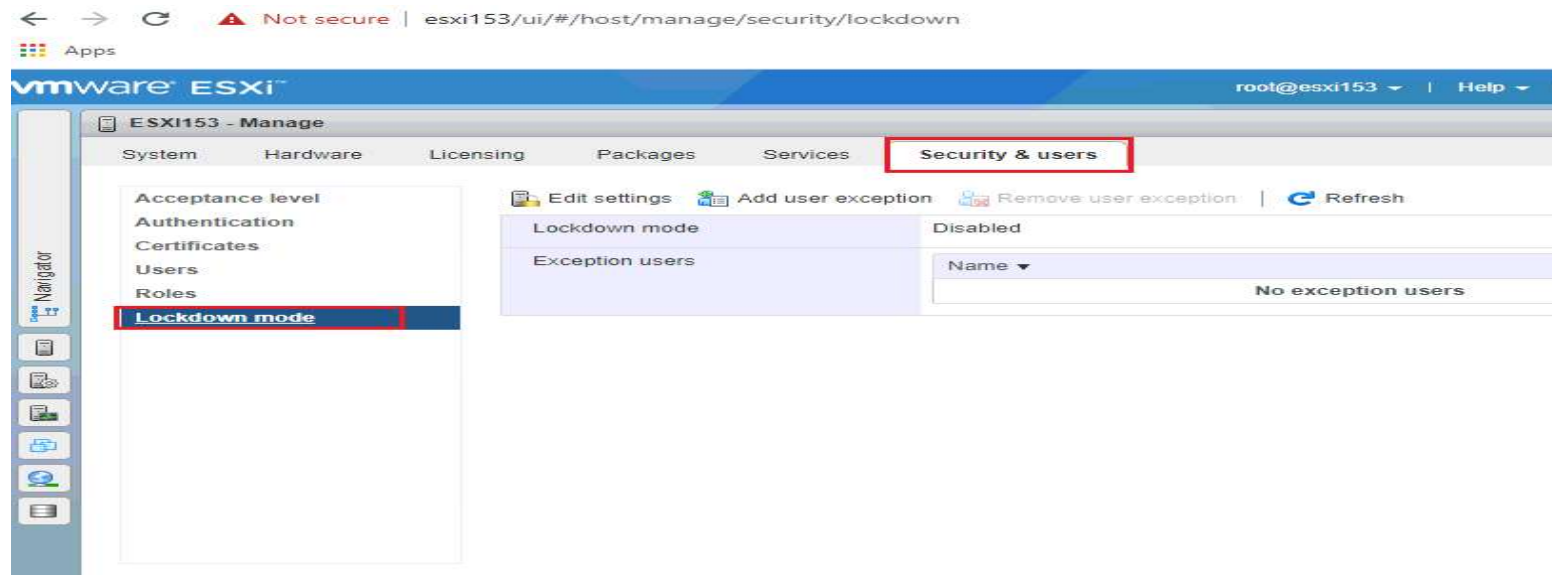 Not secure | esxi153/ui/#/host/manage/security/lockdown
Apps
vmware ESXi™ root@esxi153 | Help
ESXI153 - Manage
System Hardware Licensing Packages Services Security & users
Edit settings Add user exception Remove user exception | Refresh
Acceptance level
Authentication
Certificates
Users
Roles
Lockdown mode
Lockdown mode Disabled
Exception users Name
No exception users
Navigator